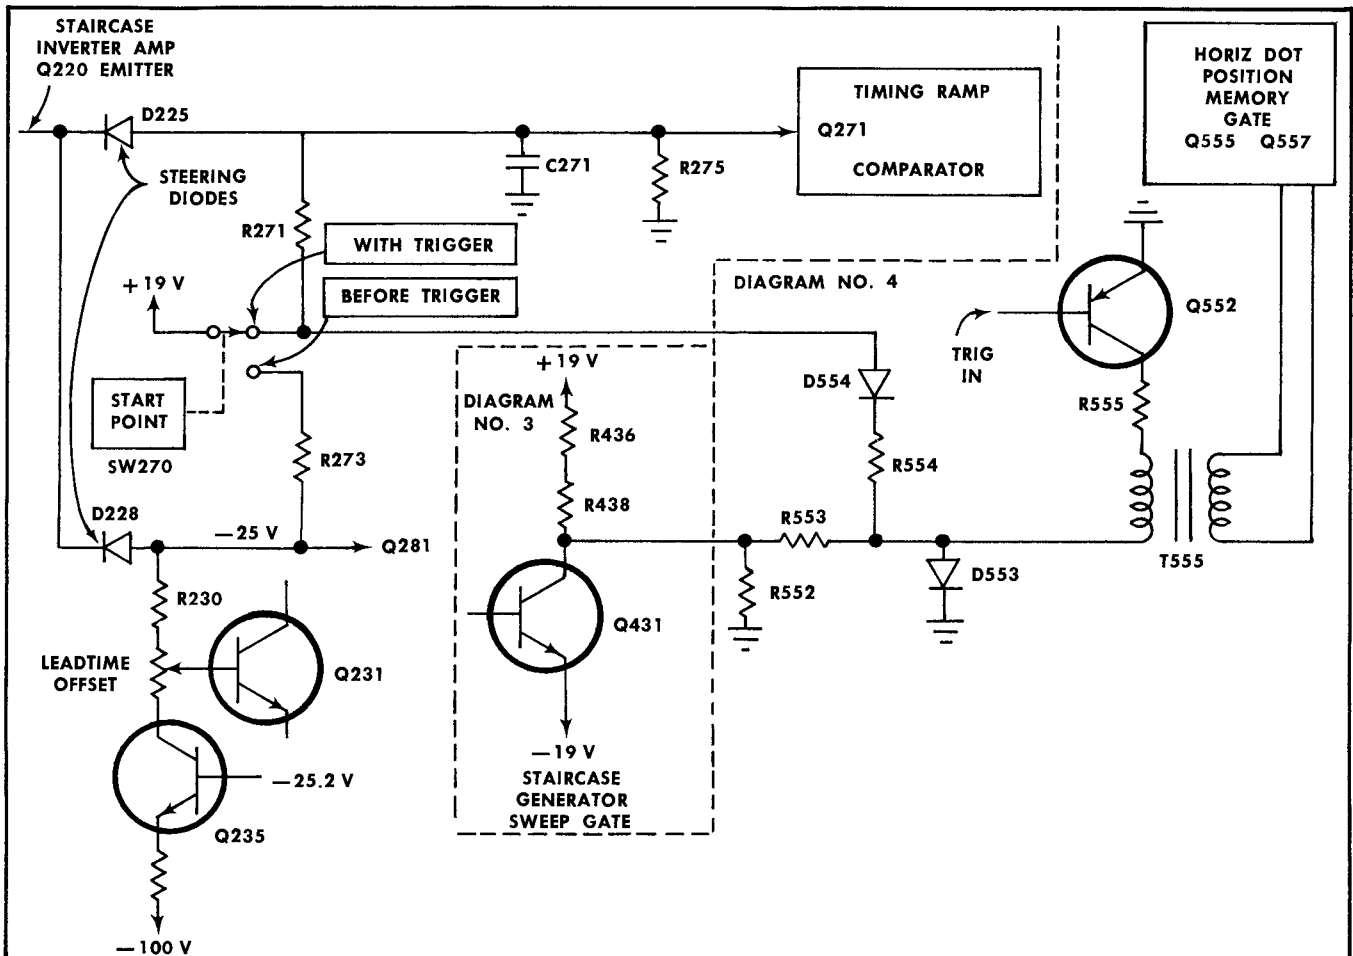 STAIRCASE
INVERTER AMP
Q220 EMITTER
D225
STEERING
DIODES
C271
R275
TIMING RAMP
Q271
COMPARATOR
HORIZ DOT
POSITION
MEMORY
GATE
Q555 Q557
R271
WITH TRIGGER
BEFORE TRIGGER
+19 V
DIAGRAM NO. 4
Q552
TRIG
IN
START
POINT
SW270
R273
+19 V
DIAGRAM
NO. 3
R436
R438
D554
R554
R555
T555
D228
−25 V
Q281
R553
R552
D553
R230
Q231
Q431
LEADTIME
OFFSET
−25.2 V
Q235
−100 V
−19 V
STAIRCASE
GENERATOR
SWEEP GATE